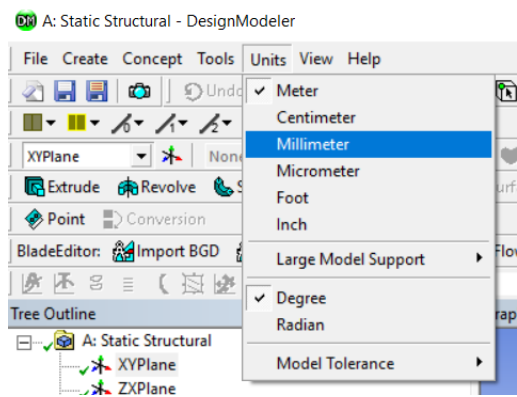 DM A: Static Structural - DesignModeler
File Create Concept Tools Units View Help
Undo
Meter
Centimeter
Millimeter
Micrometer
Foot
Inch
Large Model Support
Degree
Radian
Model Tolerance
XYPlane
Extrude Revolve
Point Conversion
BladeEditor: Import BGD
Tree Outline
A: Static Structural
XYPlane
ZXPlane